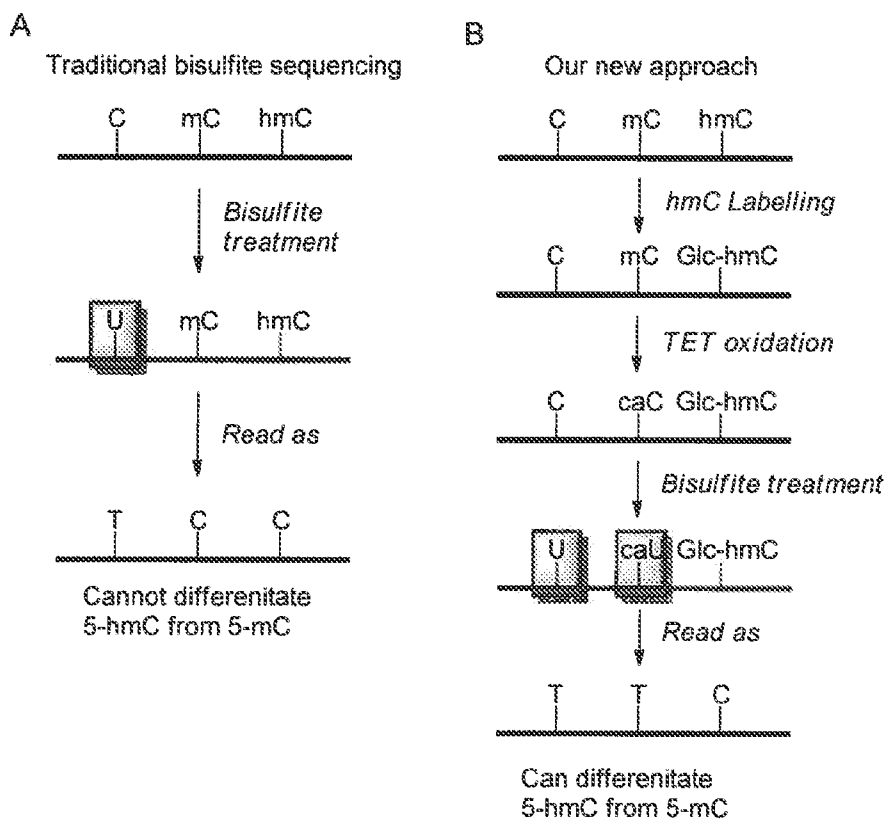 A
Traditional bisulfite sequencing
C mC hmC
Bisulfite
treatment
U mC hmC
Read as
T C C
Cannot differenitate
5-hmC from 5-mC
B
Our new approach
C mC hmC
hmC Labelling
C mC Glc-hmC
TET oxidation
C caC Glc-hmC
Bisulfite treatment
U caU Glc-hmC
Read as
T T C
Can differenitate
5-hmC from 5-mC